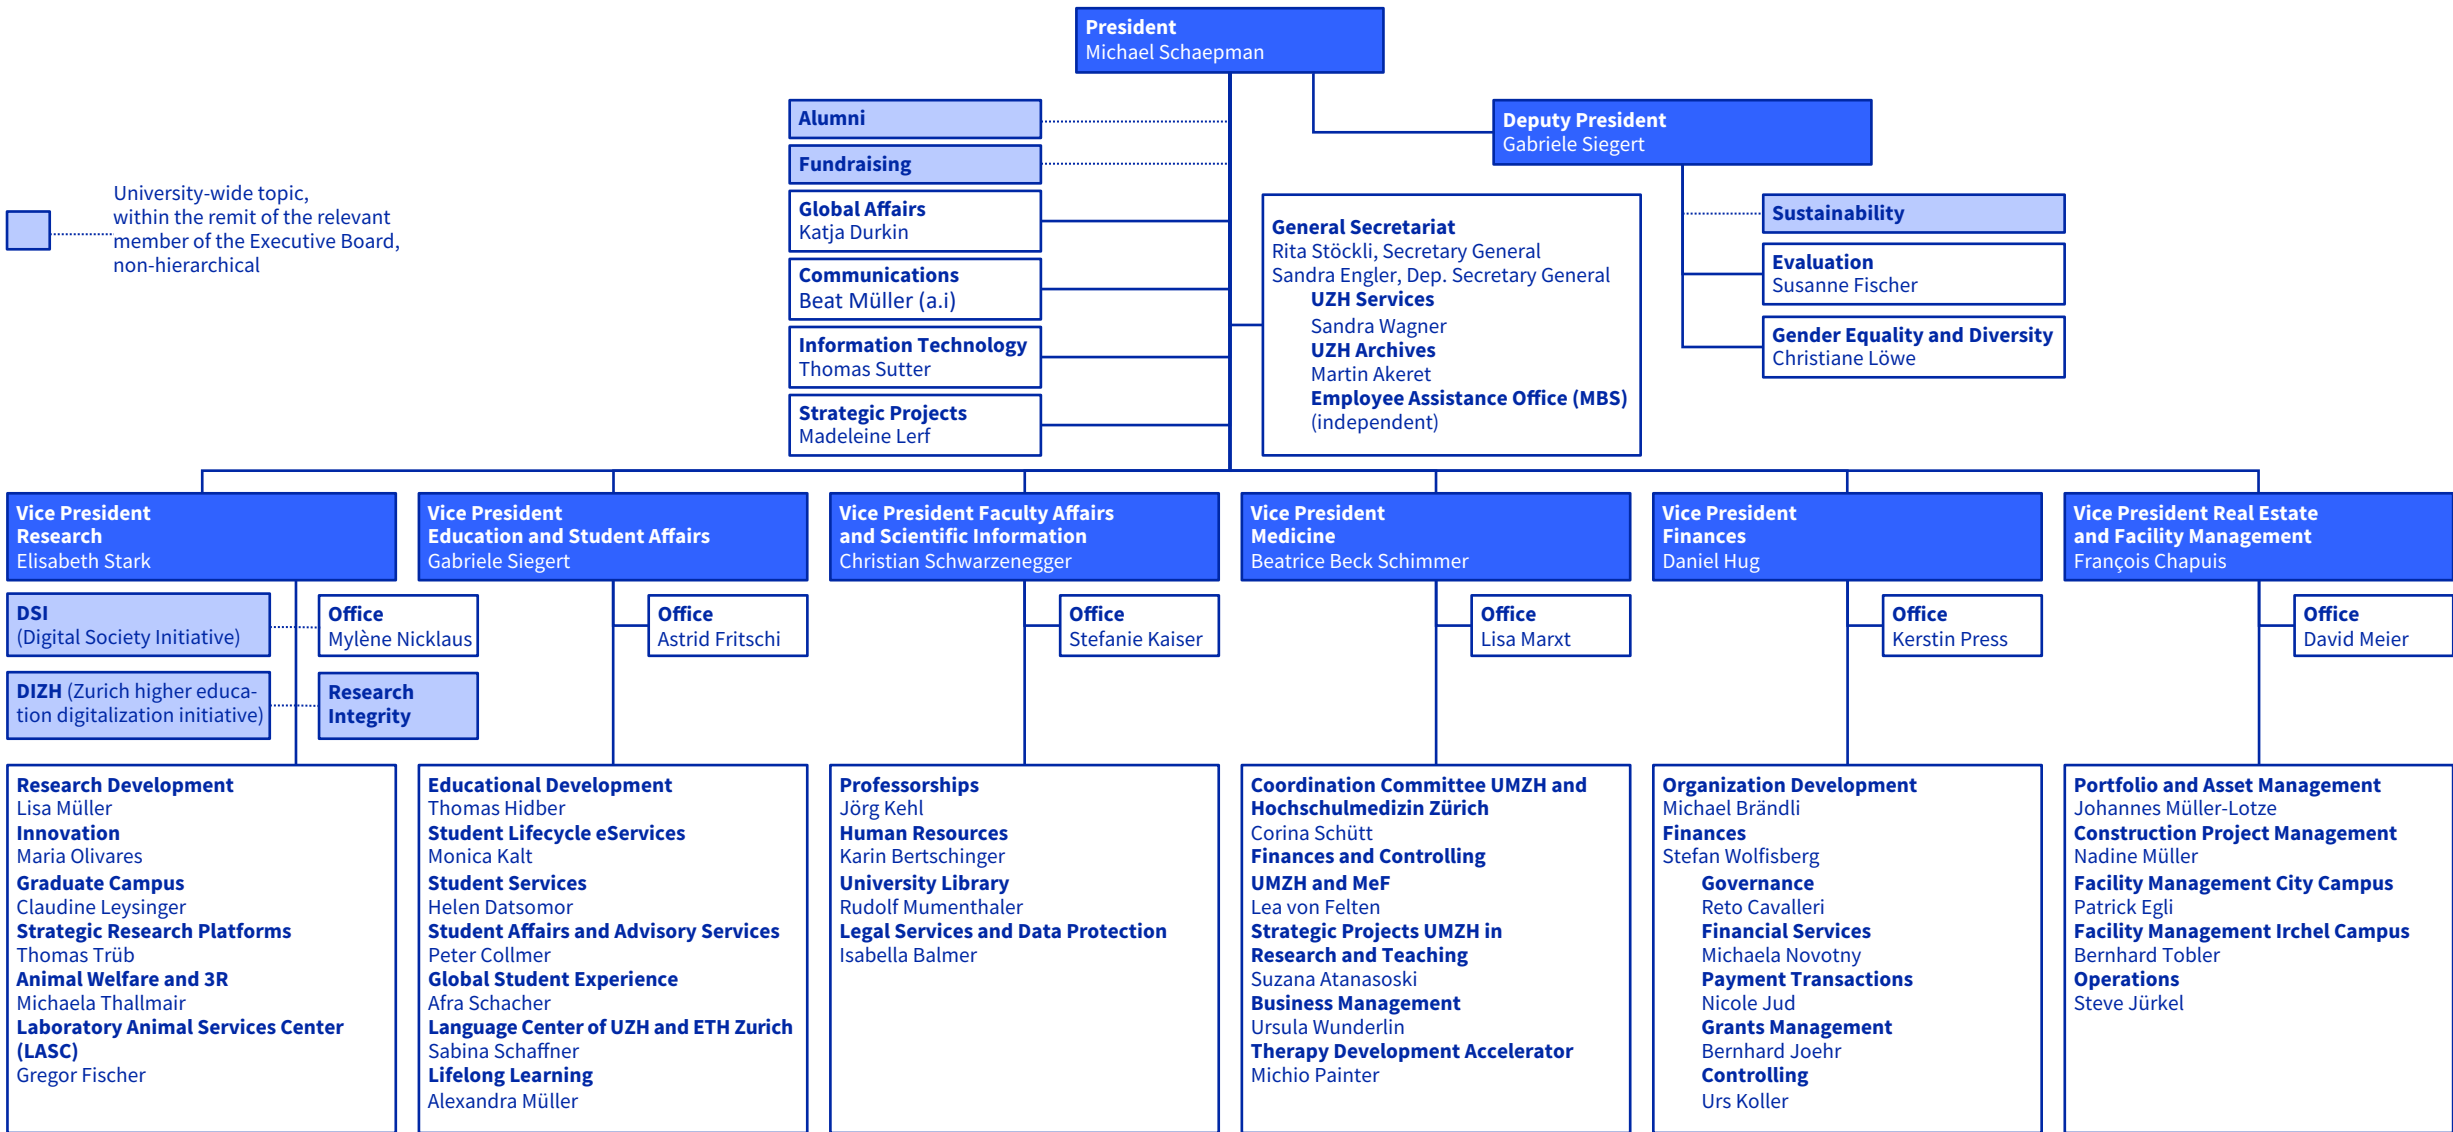 President
Michael Schaepman
Alumni
Fundraising
Global Affairs
Katja Durkin
Communications
Beat Müller (a.i)
Information Technology
Thomas Sutter
Strategic Projects
Madeleine Lerf
Deputy President
Gabriele Siegert
General Secretariat
Rita Stöckli, Secretary General
Sandra Engler, Dep. Secretary General
UZH Services
Sandra Wagner
UZH Archives
Martin Akeret
Employee Assistance Office (MBS)
(independent)
Sustainability
Evaluation
Susanne Fischer
Gender Equality and Diversity
Christiane Löwe
University-wide topic,
within the remit of the relevant
member of the Executive Board,
non-hierarchical
Vice President
Research
Elisabeth Stark
DSI
(Digital Society Initiative)
Office
Mylène Nicklaus
DIZH (Zurich higher educa-
tion digitalization initiative)
Research
Integrity
Research Development
Lisa Müller
Innovation
Maria Olivares
Graduate Campus
Claudine Leysinger
Strategic Research Platforms
Thomas Trüb
Animal Welfare and 3R
Michaela Thallmair
Laboratory Animal Services Center
(LASC)
Gregor Fischer
Vice President
Education and Student Affairs
Gabriele Siegert
Office
Astrid Fritschi
Educational Development
Thomas Hidber
Student Lifecycle eServices
Monica Kalt
Student Services
Helen Datsomor
Student Affairs and Advisory Services
Peter Collmer
Global Student Experience
Afra Schacher
Language Center of UZH and ETH Zurich
Sabina Schaffner
Lifelong Learning
Alexandra Müller
Vice President Faculty Affairs
and Scientific Information
Christian Schwarzenegger
Office
Stefanie Kaiser
Professorships
Jörg Kehl
Human Resources
Karin Bertschinger
University Library
Rudolf Mumenthaler
Legal Services and Data Protection
Isabella Balmer
Vice President
Medicine
Beatrice Beck Schimmer
Office
Lisa Marxt
Coordination Committee UMZH and
Hochschulmedizin Zürich
Corina Schütt
Finances and Controlling
UMZH and MeF
Lea von Felten
Strategic Projects UMZH in
Research and Teaching
Suzana Atanasoski
Business Management
Ursula Wunderlin
Therapy Development Accelerator
Michio Painter
Vice President
Finances
Daniel Hug
Office
Kerstin Press
Organization Development
Michael Brändli
Finances
Stefan Wolfisberg
Governance
Reto Cavalleri
Financial Services
Michaela Novotny
Payment Transactions
Nicole Jud
Grants Management
Bernhard Joehr
Controlling
Urs Koller
Vice President Real Estate
and Facility Management
François Chapuis
Office
David Meier
Portfolio and Asset Management
Johannes Müller-Lotze
Construction Project Management
Nadine Müller
Facility Management City Campus
Patrick Egli
Facility Management Irchel Campus
Bernhard Tobler
Operations
Steve Jürkel